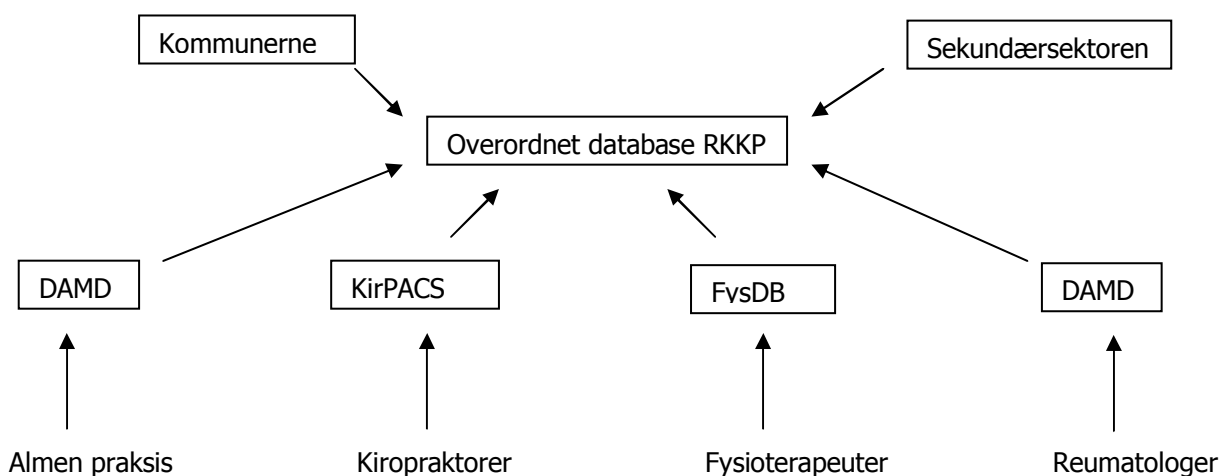 Kommunerne
Sekundærsektoren
Overordnet database RKKP
DAMD
KirPACS
FysDB
DAMD
Almen praksis
Kiropraktorer
Fysioterapeuter
Reumatologer